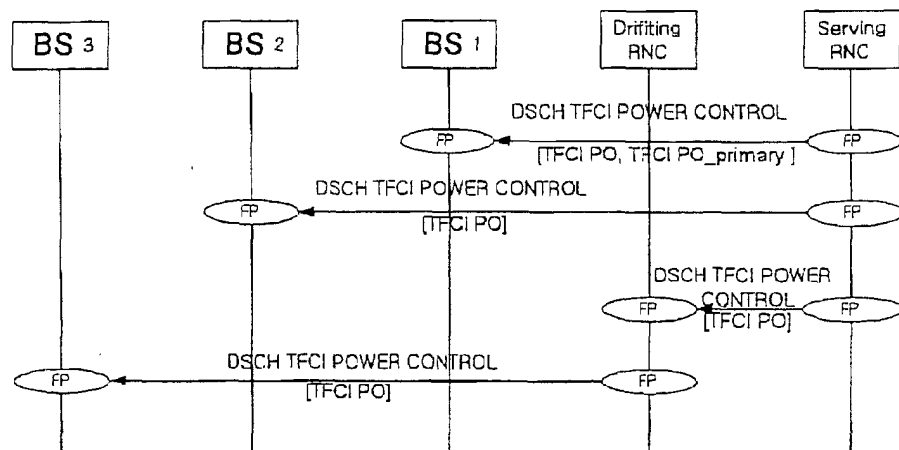 BS 3
BS 2
BS 1
Drifiting
RNC
Serving
RNC
DSCH TFCI POWER CONTROL
FP
FP
[TFCI PO, TFCI PO_primary ]
DSCH TFCI POWER CONTROL
FP
FP
[TFCI PO]
DSCH TFCI POWER
CONTROL
FP
FP
[TFCI PO]
DSCH TFCI POWER CONTROL
FP
FP
[TFCI PO]